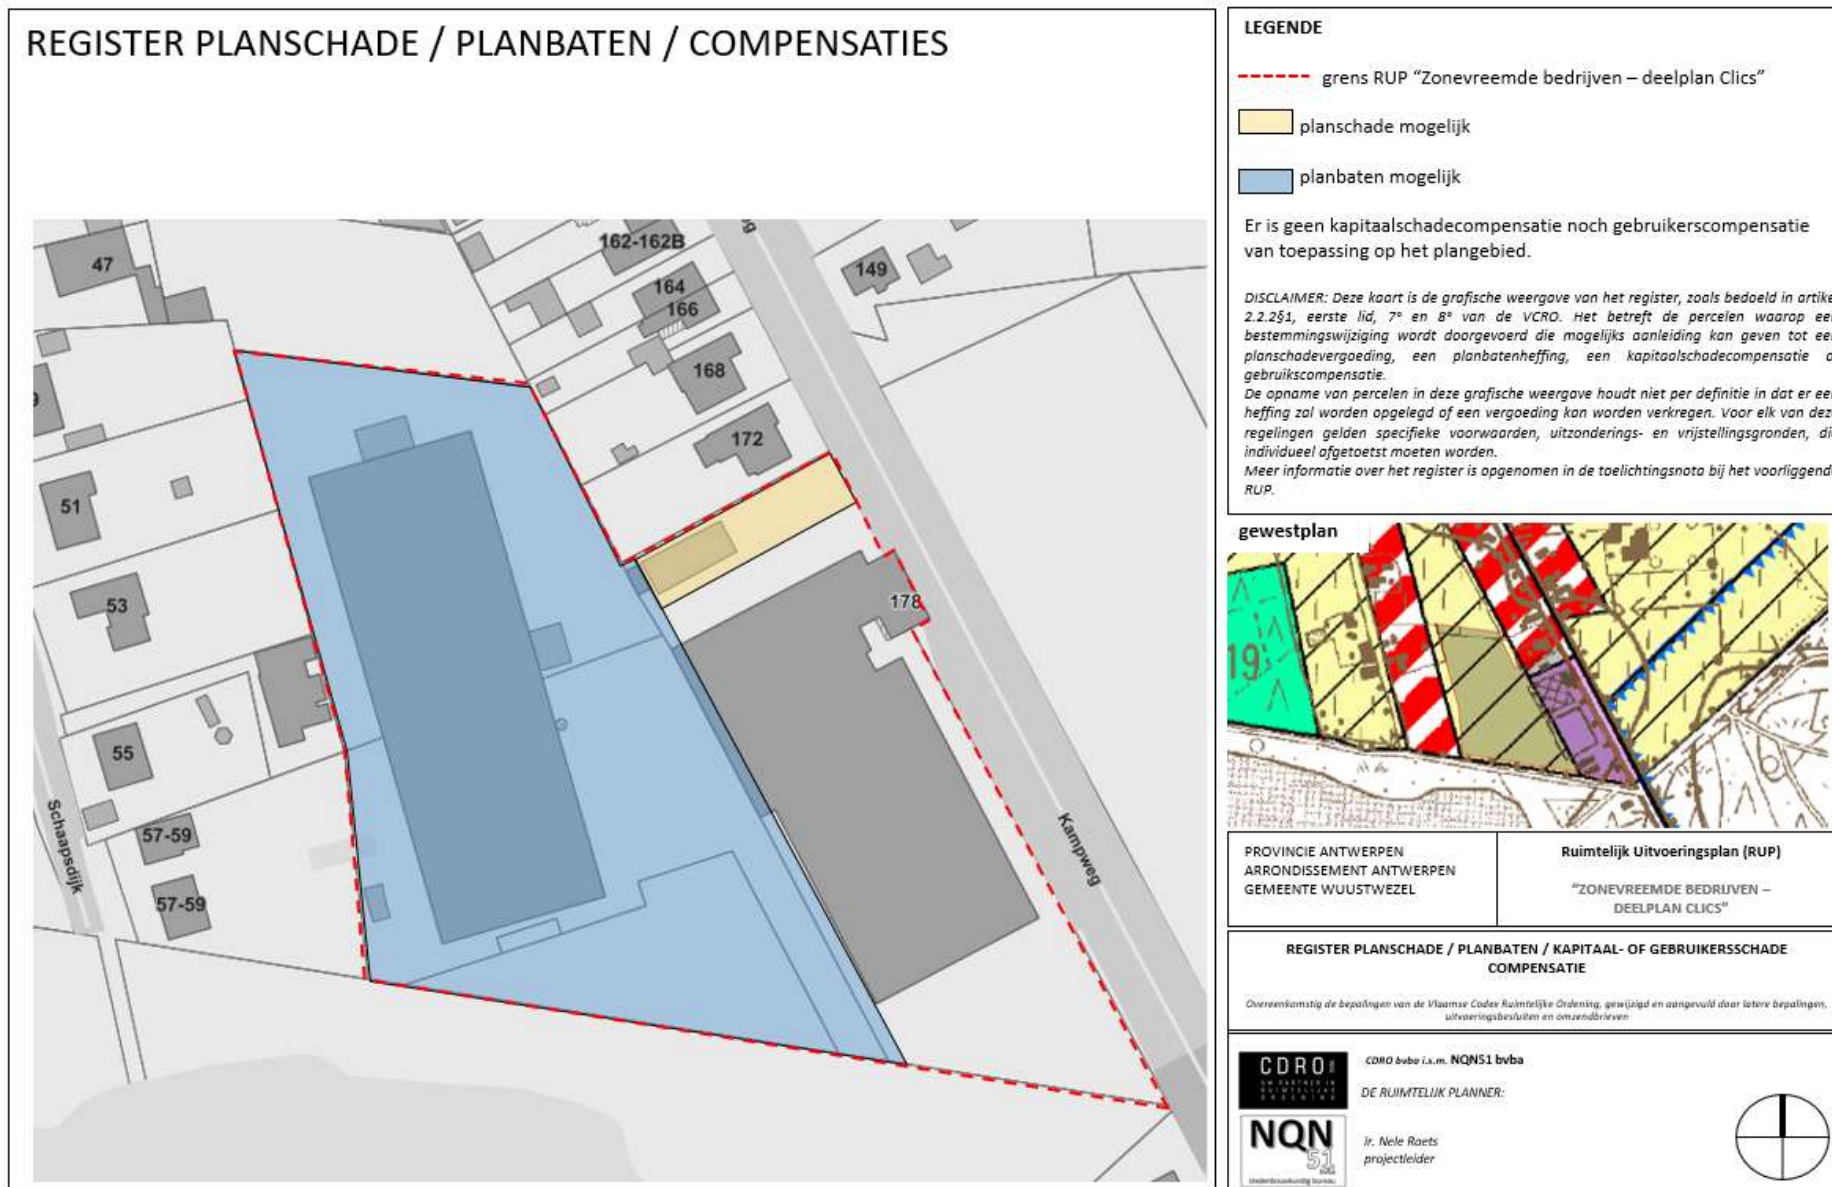 REGISTER PLANSCHADE / PLANBATEN / COMPENSATIES
162-162B
47
149
164
166
168
172
51
53
178
55
57-59
57-59
Schaapsdijk
Kampweg
LEGENDE
grens RUP “Zonevreemde bedrijven – deelplan Clics”
planschade mogelijk
planbaten mogelijk
Er is geen kapitaalschadecompensatie noch gebruikerscompensatie
van toepassing op het plangebied.
DISCLAIMER: Deze kaart is de grafische weergave van het register, zoals bedoeld in artike
2.2.2§1, eerste lid, 7° en 8° van de VCRO. Het betreft de percelen waarop ee
bestemmingswijziging wordt doorgevoerd die mogelijks aanleiding kan geven tot ee
planschadevergoeding, een planbatenheffing, een kapitaalschadecompensatie o
gebruikscompensatie.
De opname van percelen in deze grafische weergave houdt niet per definitie in dat er ee
heffing zal worden opgelegd of een vergoeding kan worden verkregen. Voor elk van dez
regelingen gelden specifieke voorwaarden, uitzonderings- en vrijstellingsgronden, di
individueel afgetoetst moeten worden.
Meer informatie over het register is opgenomen in de toelichtingsnota bij het voorliggend
RUP.
gewestplan
19
PROVINCIE ANTWERPEN
ARRONDISSEMENT ANTWERPEN
GEMEENTE WUUSTWEZEL
Ruimtelijk Uitvoeringsplan (RUP)
“ZONEVREEMDE BEDRIJVEN –
DEELPLAN CLICS”
REGISTER PLANSCHADE / PLANBATEN / KAPITAAL- OF GEBRUIKERSSCHADE
COMPENSATIE
Overeenkomstig de bepalingen van de Vlaamse Codex Ruimtelijke Ordening, gewijzigd en aangevuld door latere bepalingen,
uitvoeringsbesluiten en omzendbrieven
CDRO
UW PARTNER IN
RUIMTELIJKE
ORDENING
CDRO bvba i.s.m. NQN51 bvba
DE RUIMTELIJK PLANNER:
NQN
51
bvba
stedenbouwkundig bureau
ir. Nele Raets
projectleider